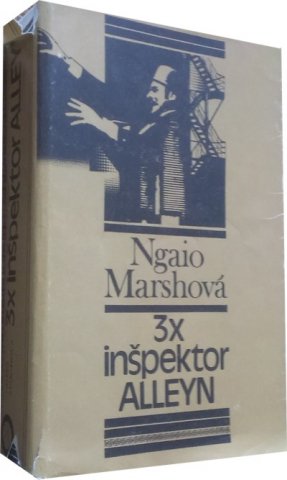 Ngaio
Marshová
3x
inšpektor
ALLEYN
3x inšpektor ALLEYN